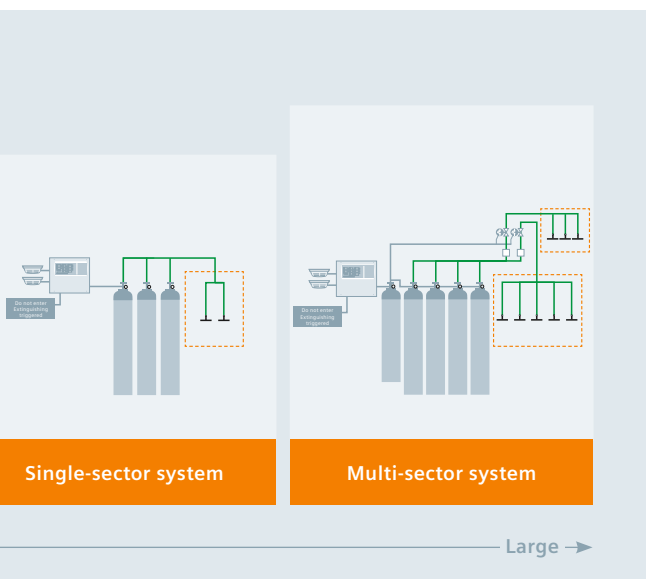 Do not enter
Extinguishing
triggered
Do not enter
Extinguishing
triggered
Single-sector system
Multi-sector system
Large